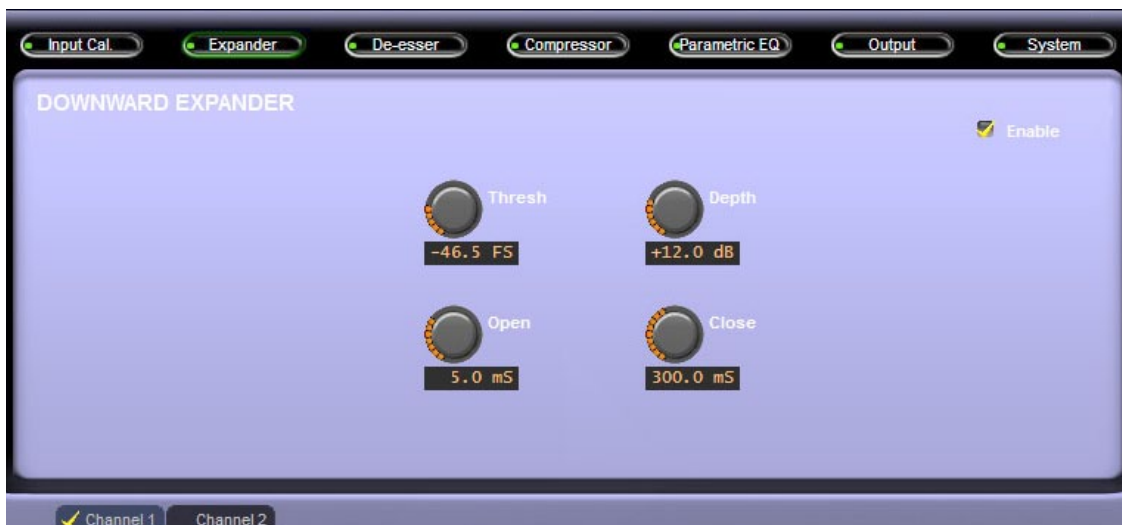 Input Cal. Expander De-esser Compressor Parametric EQ Output System
DOWNWARD EXPANDER
Enable
Thresh Depth
-46.5 FS +12.0 dB
Open Close
5.0 mS 300.0 mS
Channel 1 Channel 2